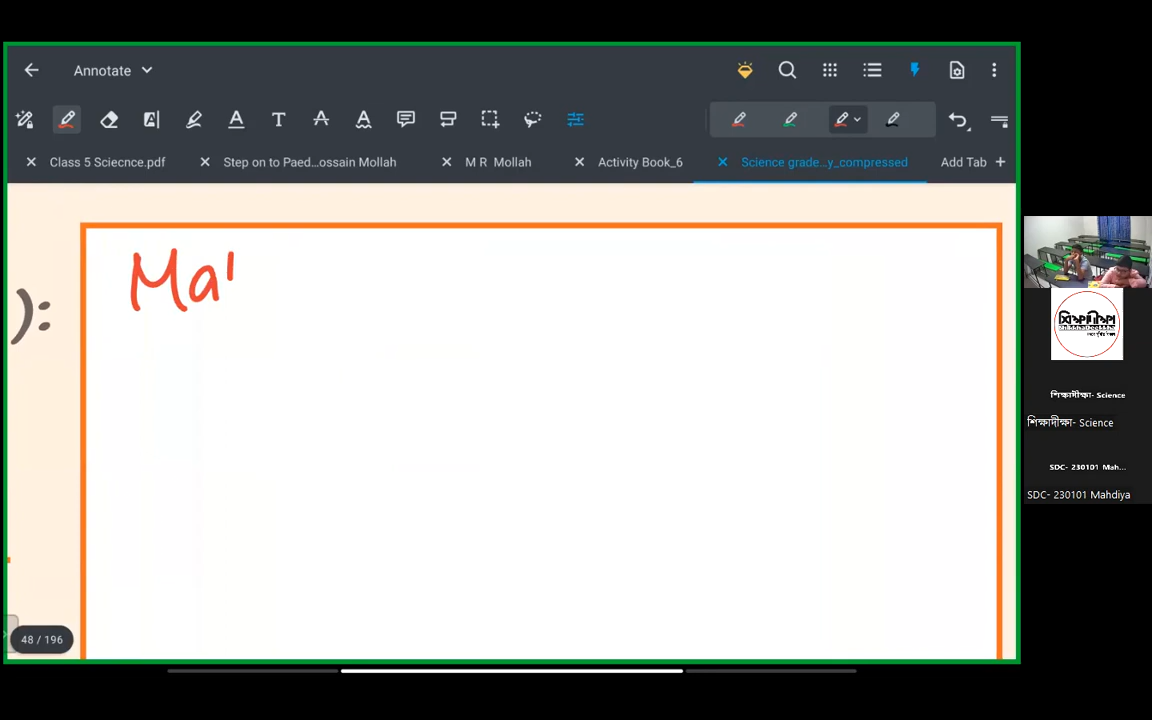 Annotate
Class 5 Sciecnce.pdf
Step on to Paed...ossain Mollah
M R Mollah
Activity Book_6
Science grade...y_compressed
Add Tab
):
Ma'
48 / 196
শিক্ষাদীক্ষা
শিক্ষাদীক্ষা- Science
শিক্ষাদীক্ষা- Science
SDC- 230101 Mah...
SDC- 230101 Mahdiya